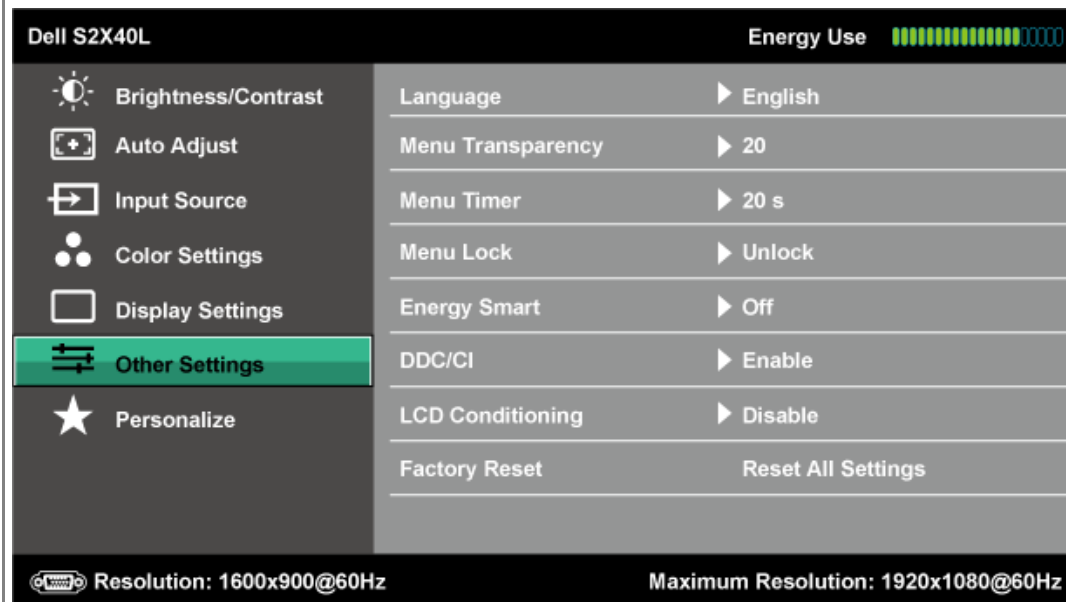 Dell S2X40L Energy Use
Brightness/Contrast
Auto Adjust
Input Source
Color Settings
Display Settings
Other Settings
Personalize
Language English
Menu Transparency 20
Menu Timer 20 s
Menu Lock Unlock
Energy Smart Off
DDC/CI Enable
LCD Conditioning Disable
Factory Reset Reset All Settings
Resolution: 1600x900@60Hz Maximum Resolution: 1920x1080@60Hz